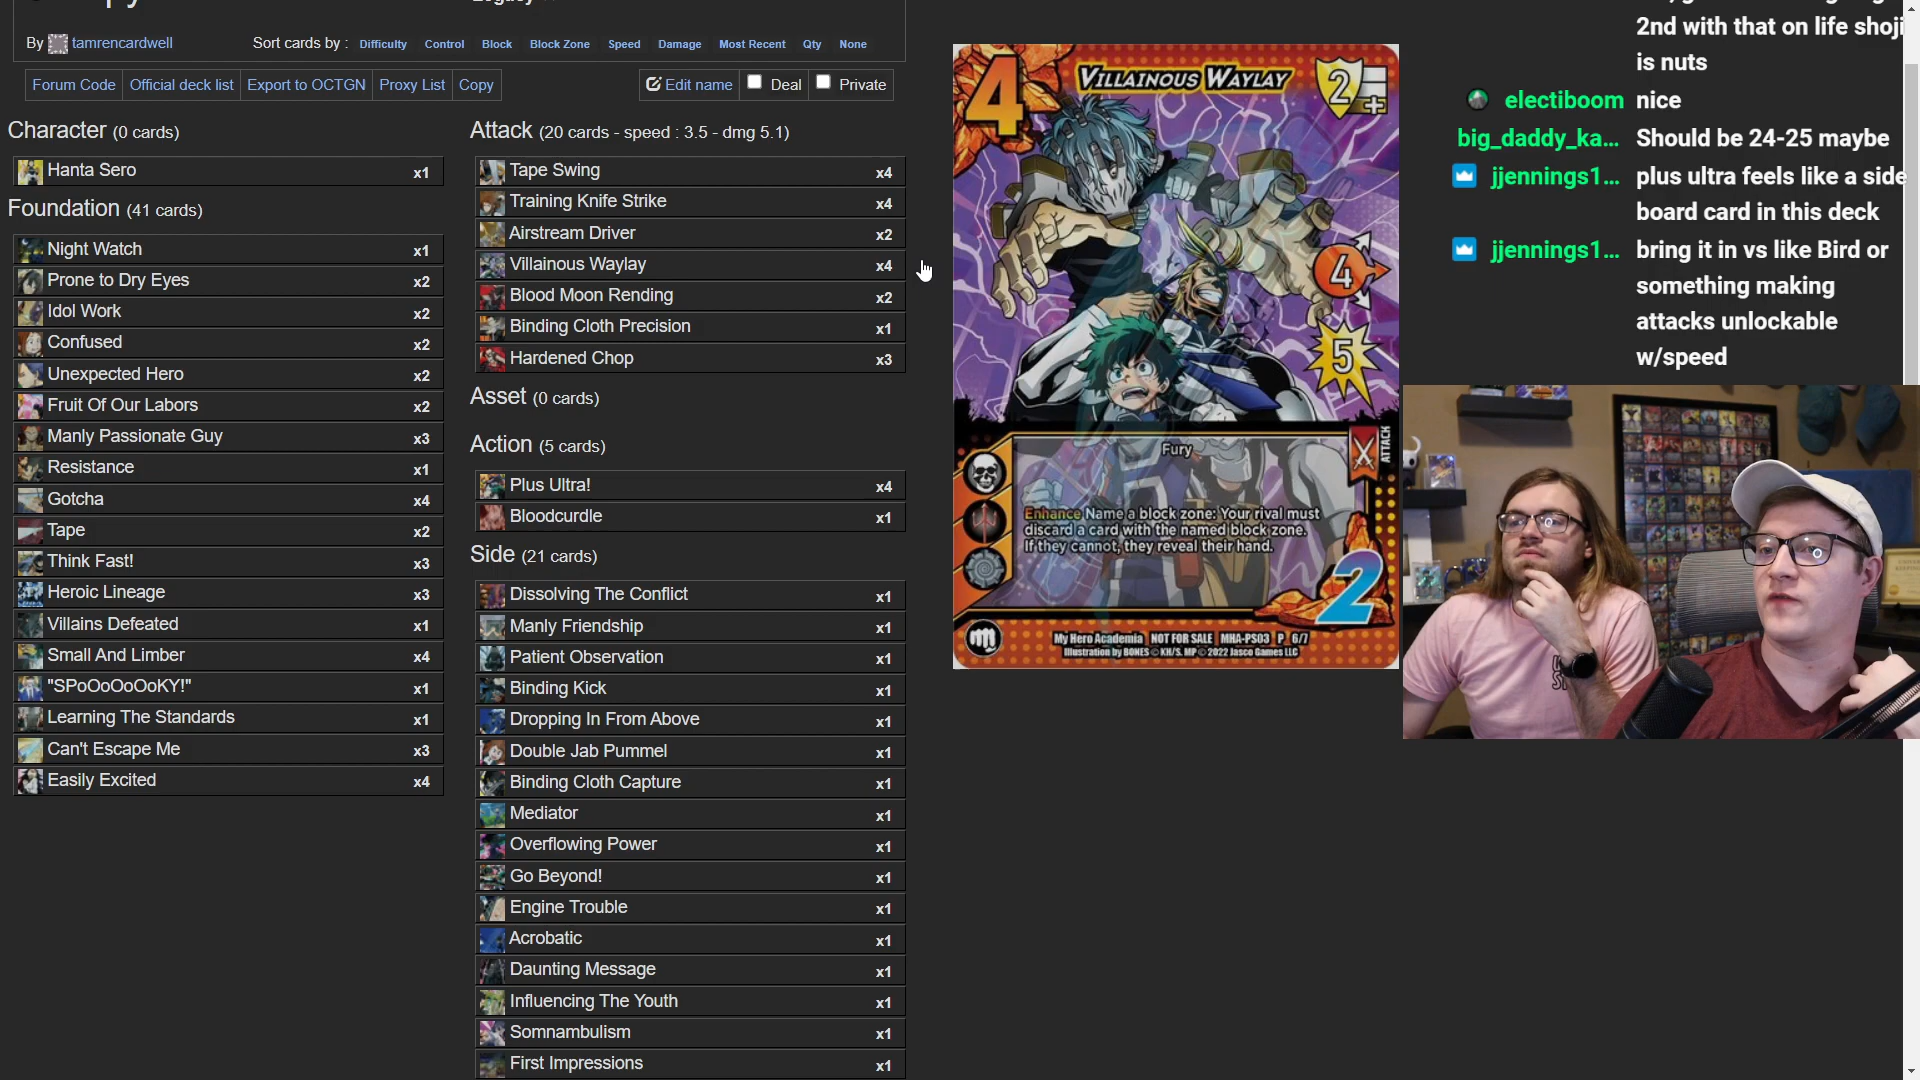 By tamrencardwell
Sort cards by : Difficulty Control Block Block Zone Speed Damage Most Recent Qty None
Forum Code Official deck list Export to OCTGN Proxy List Copy
Edit name Deal Private
Character (0 cards)
Hanta Sero x1
Foundation (41 cards)
Night Watch x1
Prone to Dry Eyes x2
Idol Work x2
Confused x2
Unexpected Hero x2
Fruit Of Our Labors x2
Manly Passionate Guy x3
Resistance x1
Gotcha x4
Tape x2
Think Fast! x3
Heroic Lineage x3
Villains Defeated x1
Small And Limber x4
"SPoOoOoOoKY!" x1
Learning The Standards x1
Can't Escape Me x3
Easily Excited x4
Attack (20 cards - speed : 3.5 - dmg 5.1)
Tape Swing x4
Training Knife Strike x4
Airstream Driver x2
Villainous Waylay x4
Blood Moon Rending x2
Binding Cloth Precision x1
Hardened Chop x3
Asset (0 cards)
Action (5 cards)
Plus Ultra! x4
Bloodcurdle x1
Side (21 cards)
Dissolving The Conflict x1
Manly Friendship x1
Patient Observation x1
Binding Kick x1
Dropping In From Above x1
Double Jab Pummel x1
Binding Cloth Capture x1
Mediator x1
Overflowing Power x1
Go Beyond! x1
Engine Trouble x1
Acrobatic x1
Daunting Message x1
Influencing The Youth x1
Somnambulism x1
First Impressions x1
4
VILLAINOUS WAYLAY
2
+
4
5
ATTACK
Fury
Enhance Name a block zone: Your rival must
discard a card with the named block zone.
If they cannot, they reveal their hand.
2
My Hero Academia NOT FOR SALE MHA-PS03_P_6/7
Illustration by BONES © KH/S. MP © 2022 Jasco Games LLC
2nd with that on life shoji
is nuts
electiboom nice
big_daddy_ka... Should be 24-25 maybe
jjennings1... plus ultra feels like a side
board card in this deck
jjennings1... bring it in vs like Bird or
something making
attacks unlockable
w/speed